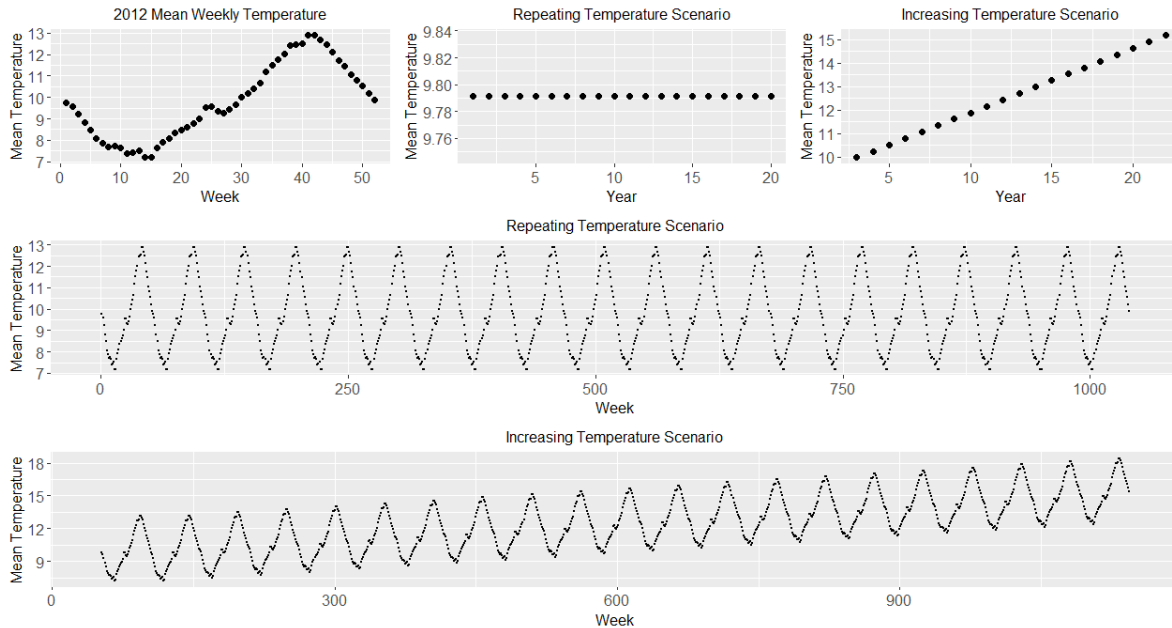 2012 Mean Weekly Temperature
Mean Temperature
13
12
11
10
9
8
7
0 10 20 30 40 50
Week
Repeating Temperature Scenario
Mean Temperature
9.84
9.82
9.80
9.78
9.76
5 10 15 20
Year
Increasing Temperature Scenario
Mean Temperature
15
14
13
12
11
10
5 10 15 20
Year
Repeating Temperature Scenario
Mean Temperature
13
12
11
10
9
8
7
0 250 500 750 1000
Week
Increasing Temperature Scenario
Mean Temperature
18
15
12
9
0 300 600 900
Week